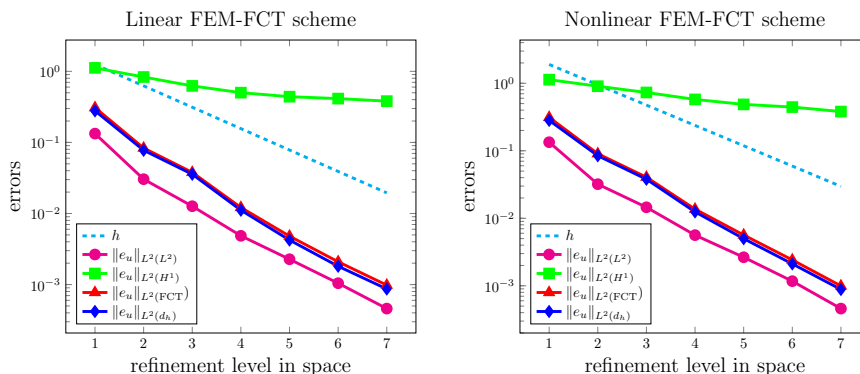 Linear FEM-FCT scheme
errors
10^0
10^{-1}
10^{-2}
10^{-3}
h
‖e_u‖_{L^2(L^2)}
‖e_u‖_{L^2(H^1)}
‖e_u‖_{L^2(FCT)}
‖e_u‖_{L^2(d_h)}
1 2 3 4 5 6 7
refinement level in space
Nonlinear FEM-FCT scheme
errors
10^0
10^{-1}
10^{-2}
10^{-3}
h
‖e_u‖_{L^2(L^2)}
‖e_u‖_{L^2(H^1)}
‖e_u‖_{L^2(FCT)}
‖e_u‖_{L^2(d_h)}
1 2 3 4 5 6 7
refinement level in space